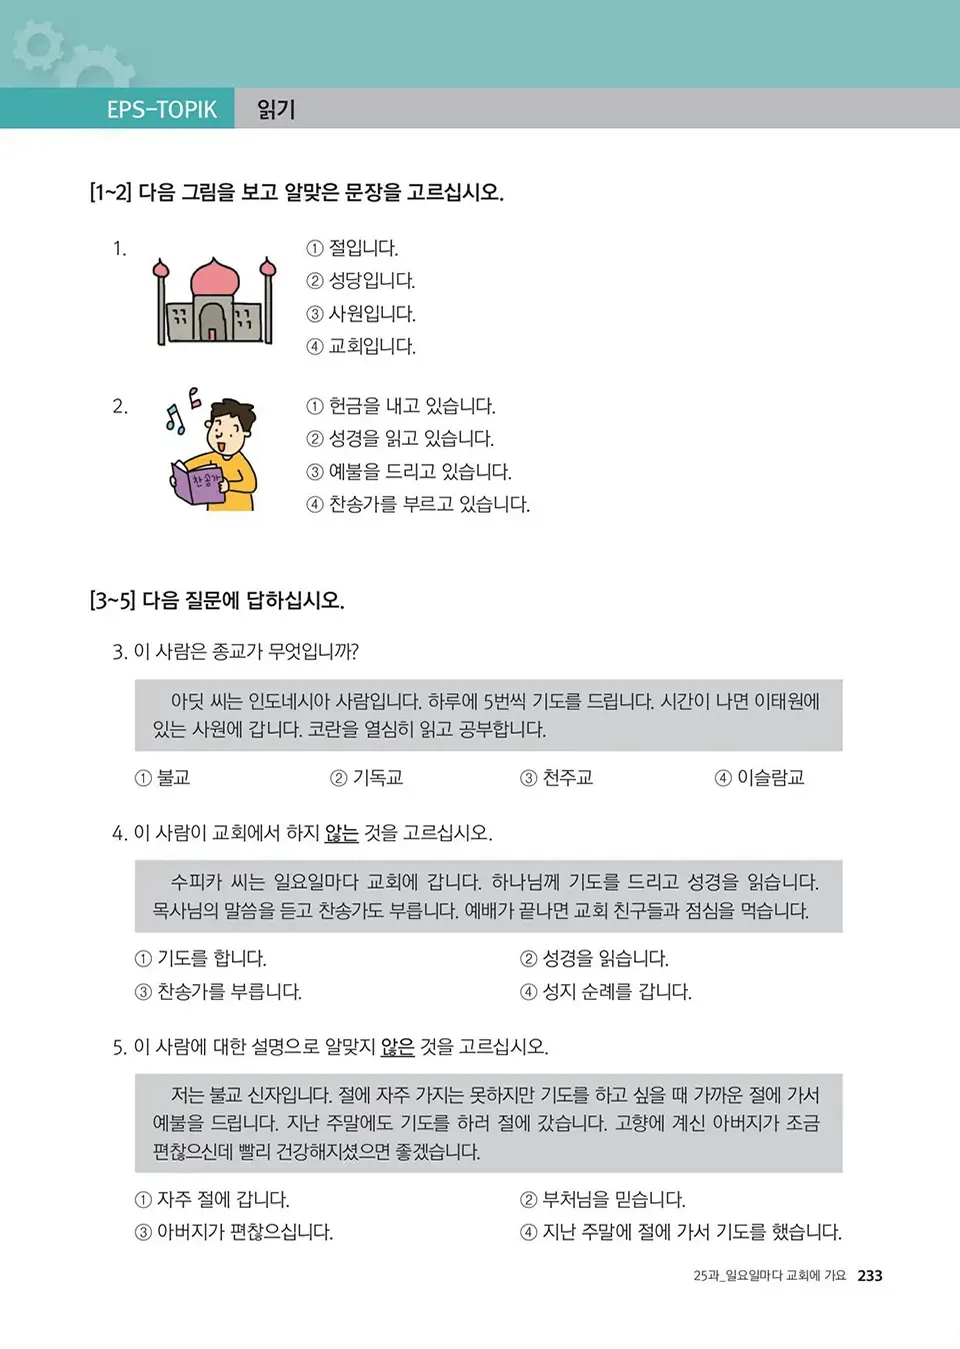 EPS-TOPIK 읽기
[1~2] 다음 그림을 보고 알맞은 문장을 고르십시오.
1.
① 절입니다.
② 성당입니다.
③ 사원입니다.
④ 교회입니다.
2.
찬송가
① 헌금을 내고 있습니다.
② 성경을 읽고 있습니다.
③ 예불을 드리고 있습니다.
④ 찬송가를 부르고 있습니다.
[3~5] 다음 질문에 답하십시오.
3. 이 사람은 종교가 무엇입니까?
아딧 씨는 인도네시아 사람입니다. 하루에 5번씩 기도를 드립니다. 시간이 나면 이태원에
있는 사원에 갑니다. 코란을 열심히 읽고 공부합니다.
① 불교 ② 기독교 ③ 천주교 ④ 이슬람교
4. 이 사람이 교회에서 하지 않는 것을 고르십시오.
수피카 씨는 일요일마다 교회에 갑니다. 하나님께 기도를 드리고 성경을 읽습니다.
목사님의 말씀을 듣고 찬송가도 부릅니다. 예배가 끝나면 교회 친구들과 점심을 먹습니다.
① 기도를 합니다. ② 성경을 읽습니다.
③ 찬송가를 부릅니다. ④ 성지 순례를 갑니다.
5. 이 사람에 대한 설명으로 알맞지 않은 것을 고르십시오.
저는 불교 신자입니다. 절에 자주 가지는 못하지만 기도를 하고 싶을 때 가까운 절에 가서
예불을 드립니다. 지난 주말에도 기도를 하러 절에 갔습니다. 고향에 계신 아버지가 조금
편찮으신데 빨리 건강해지셨으면 좋겠습니다.
① 자주 절에 갑니다. ② 부처님을 믿습니다.
③ 아버지가 편찮으십니다. ④ 지난 주말에 절에 가서 기도를 했습니다.
25과_일요일마다 교회에 가요 233